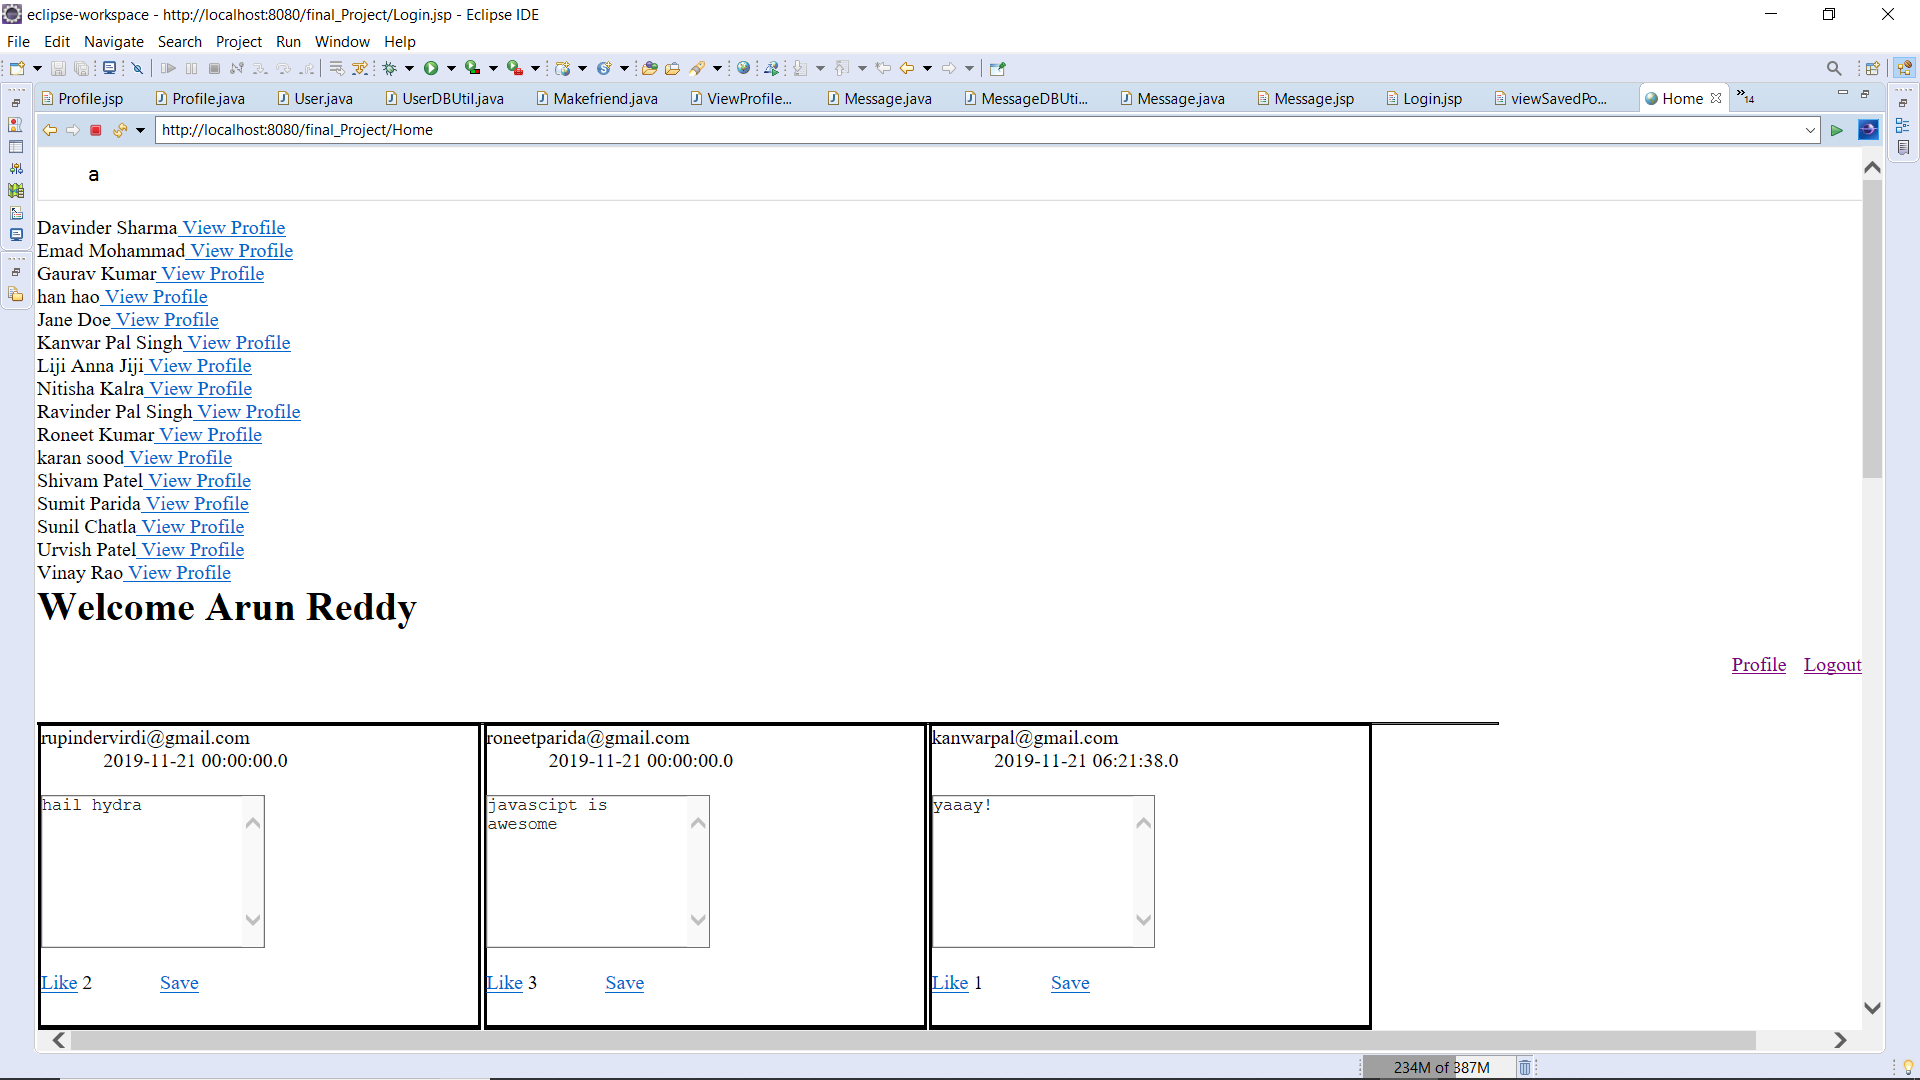 eclipse-workspace - http://localhost:8080/final_Project/Login.jsp - Eclipse IDE
File Edit Navigate Search Project Run Window Help
Profile.jsp Profile.java User.java UserDBUtil.java Makefriend.java ViewProfile... Message.java MessageDBUti... Message.java Message.jsp Login.jsp viewSavedPo... Home »14
http://localhost:8080/final_Project/Home
a
Davinder Sharma View Profile
Emad Mohammad View Profile
Gaurav Kumar View Profile
han hao View Profile
Jane Doe View Profile
Kanwar Pal Singh View Profile
Liji Anna Jiji View Profile
Nitisha Kalra View Profile
Ravinder Pal Singh View Profile
Roneet Kumar View Profile
karan sood View Profile
Shivam Patel View Profile
Sumit Parida View Profile
Sunil Chatla View Profile
Urvish Patel View Profile
Vinay Rao View Profile
Welcome Arun Reddy
Profile Logout
rupindervirdi@gmail.com
2019-11-21 00:00:00.0
hail hydra
Like 2 Save
roneetparida@gmail.com
2019-11-21 00:00:00.0
javascipt is
awesome
Like 3 Save
kanwarpal@gmail.com
2019-11-21 06:21:38.0
yaaay!
Like 1 Save
234M of 387M